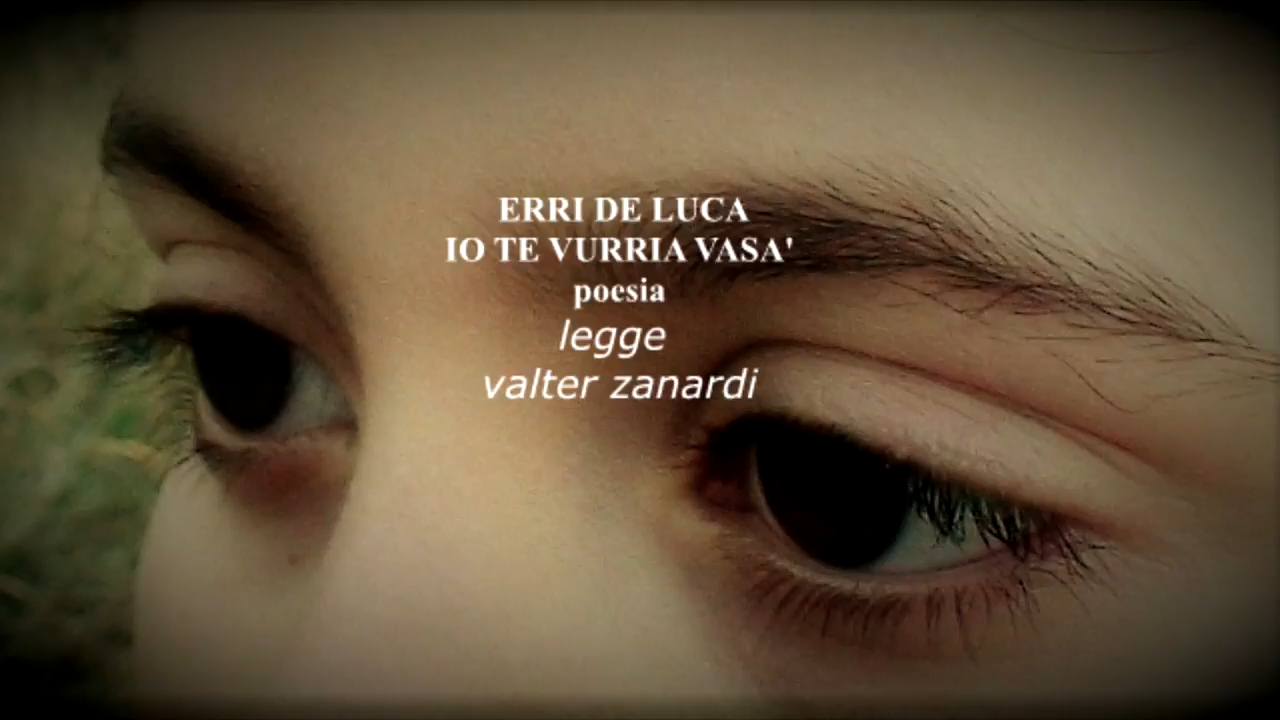 ERRI DE LUCA
IO TE VURRIA VASA'
poesia
legge
valter zanardi